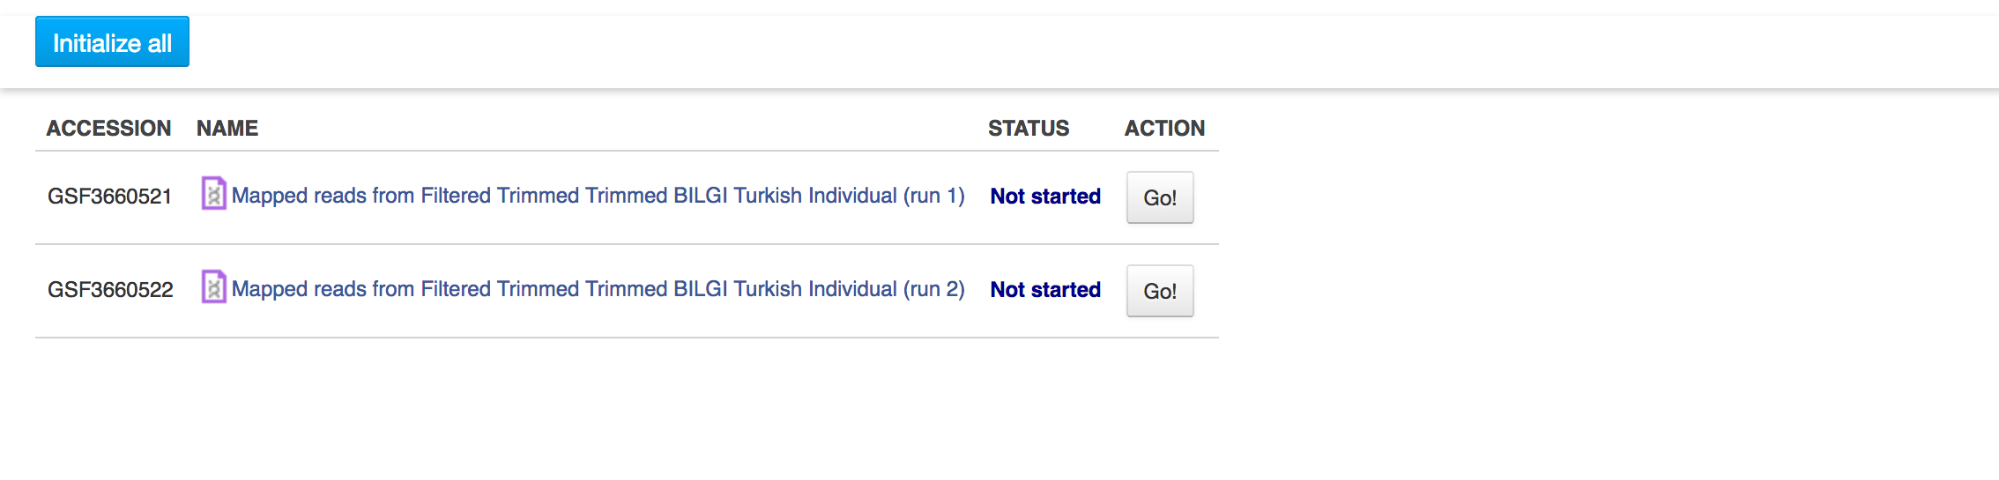 Initialize all
ACCESSION NAME STATUS ACTION
GSF3660521 Mapped reads from Filtered Trimmed Trimmed BILGI Turkish Individual (run 1) Not started Go!
GSF3660522 Mapped reads from Filtered Trimmed Trimmed BILGI Turkish Individual (run 2) Not started Go!